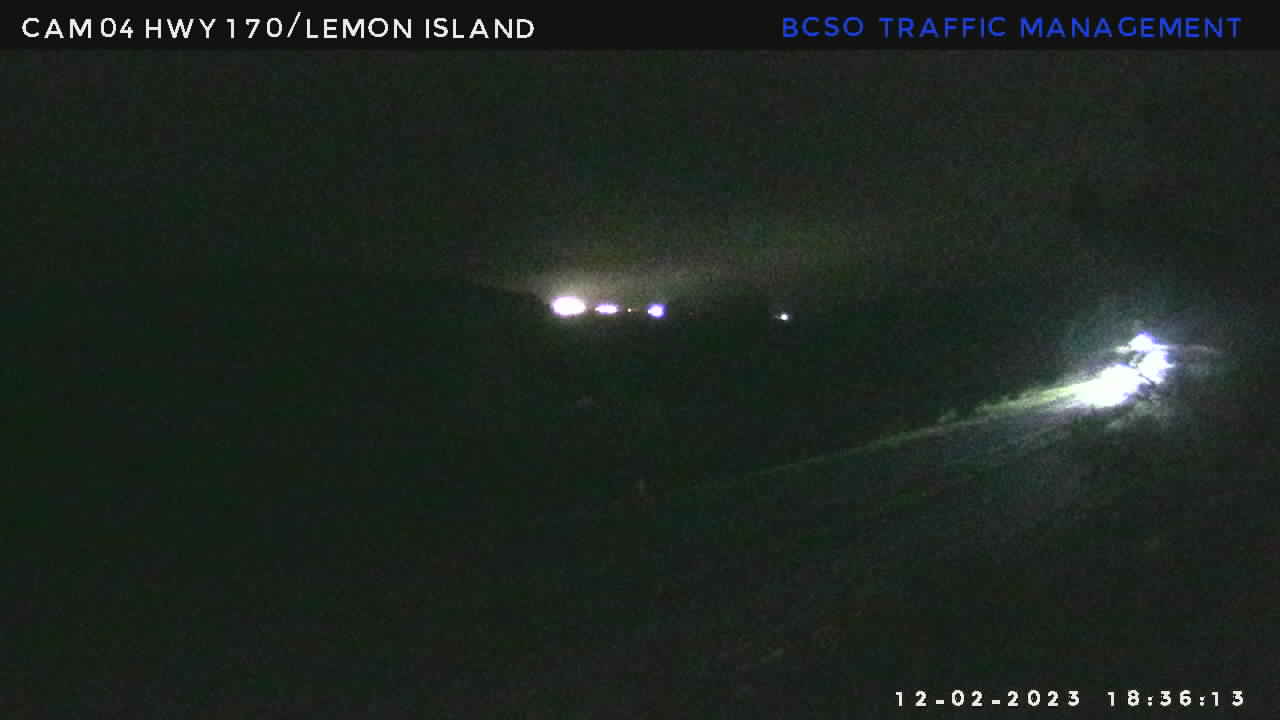 CAM04 HWY 170/LEMON ISLAND
BCSO TRAFFIC MANAGEMENT
12-02-2023 18:36:13